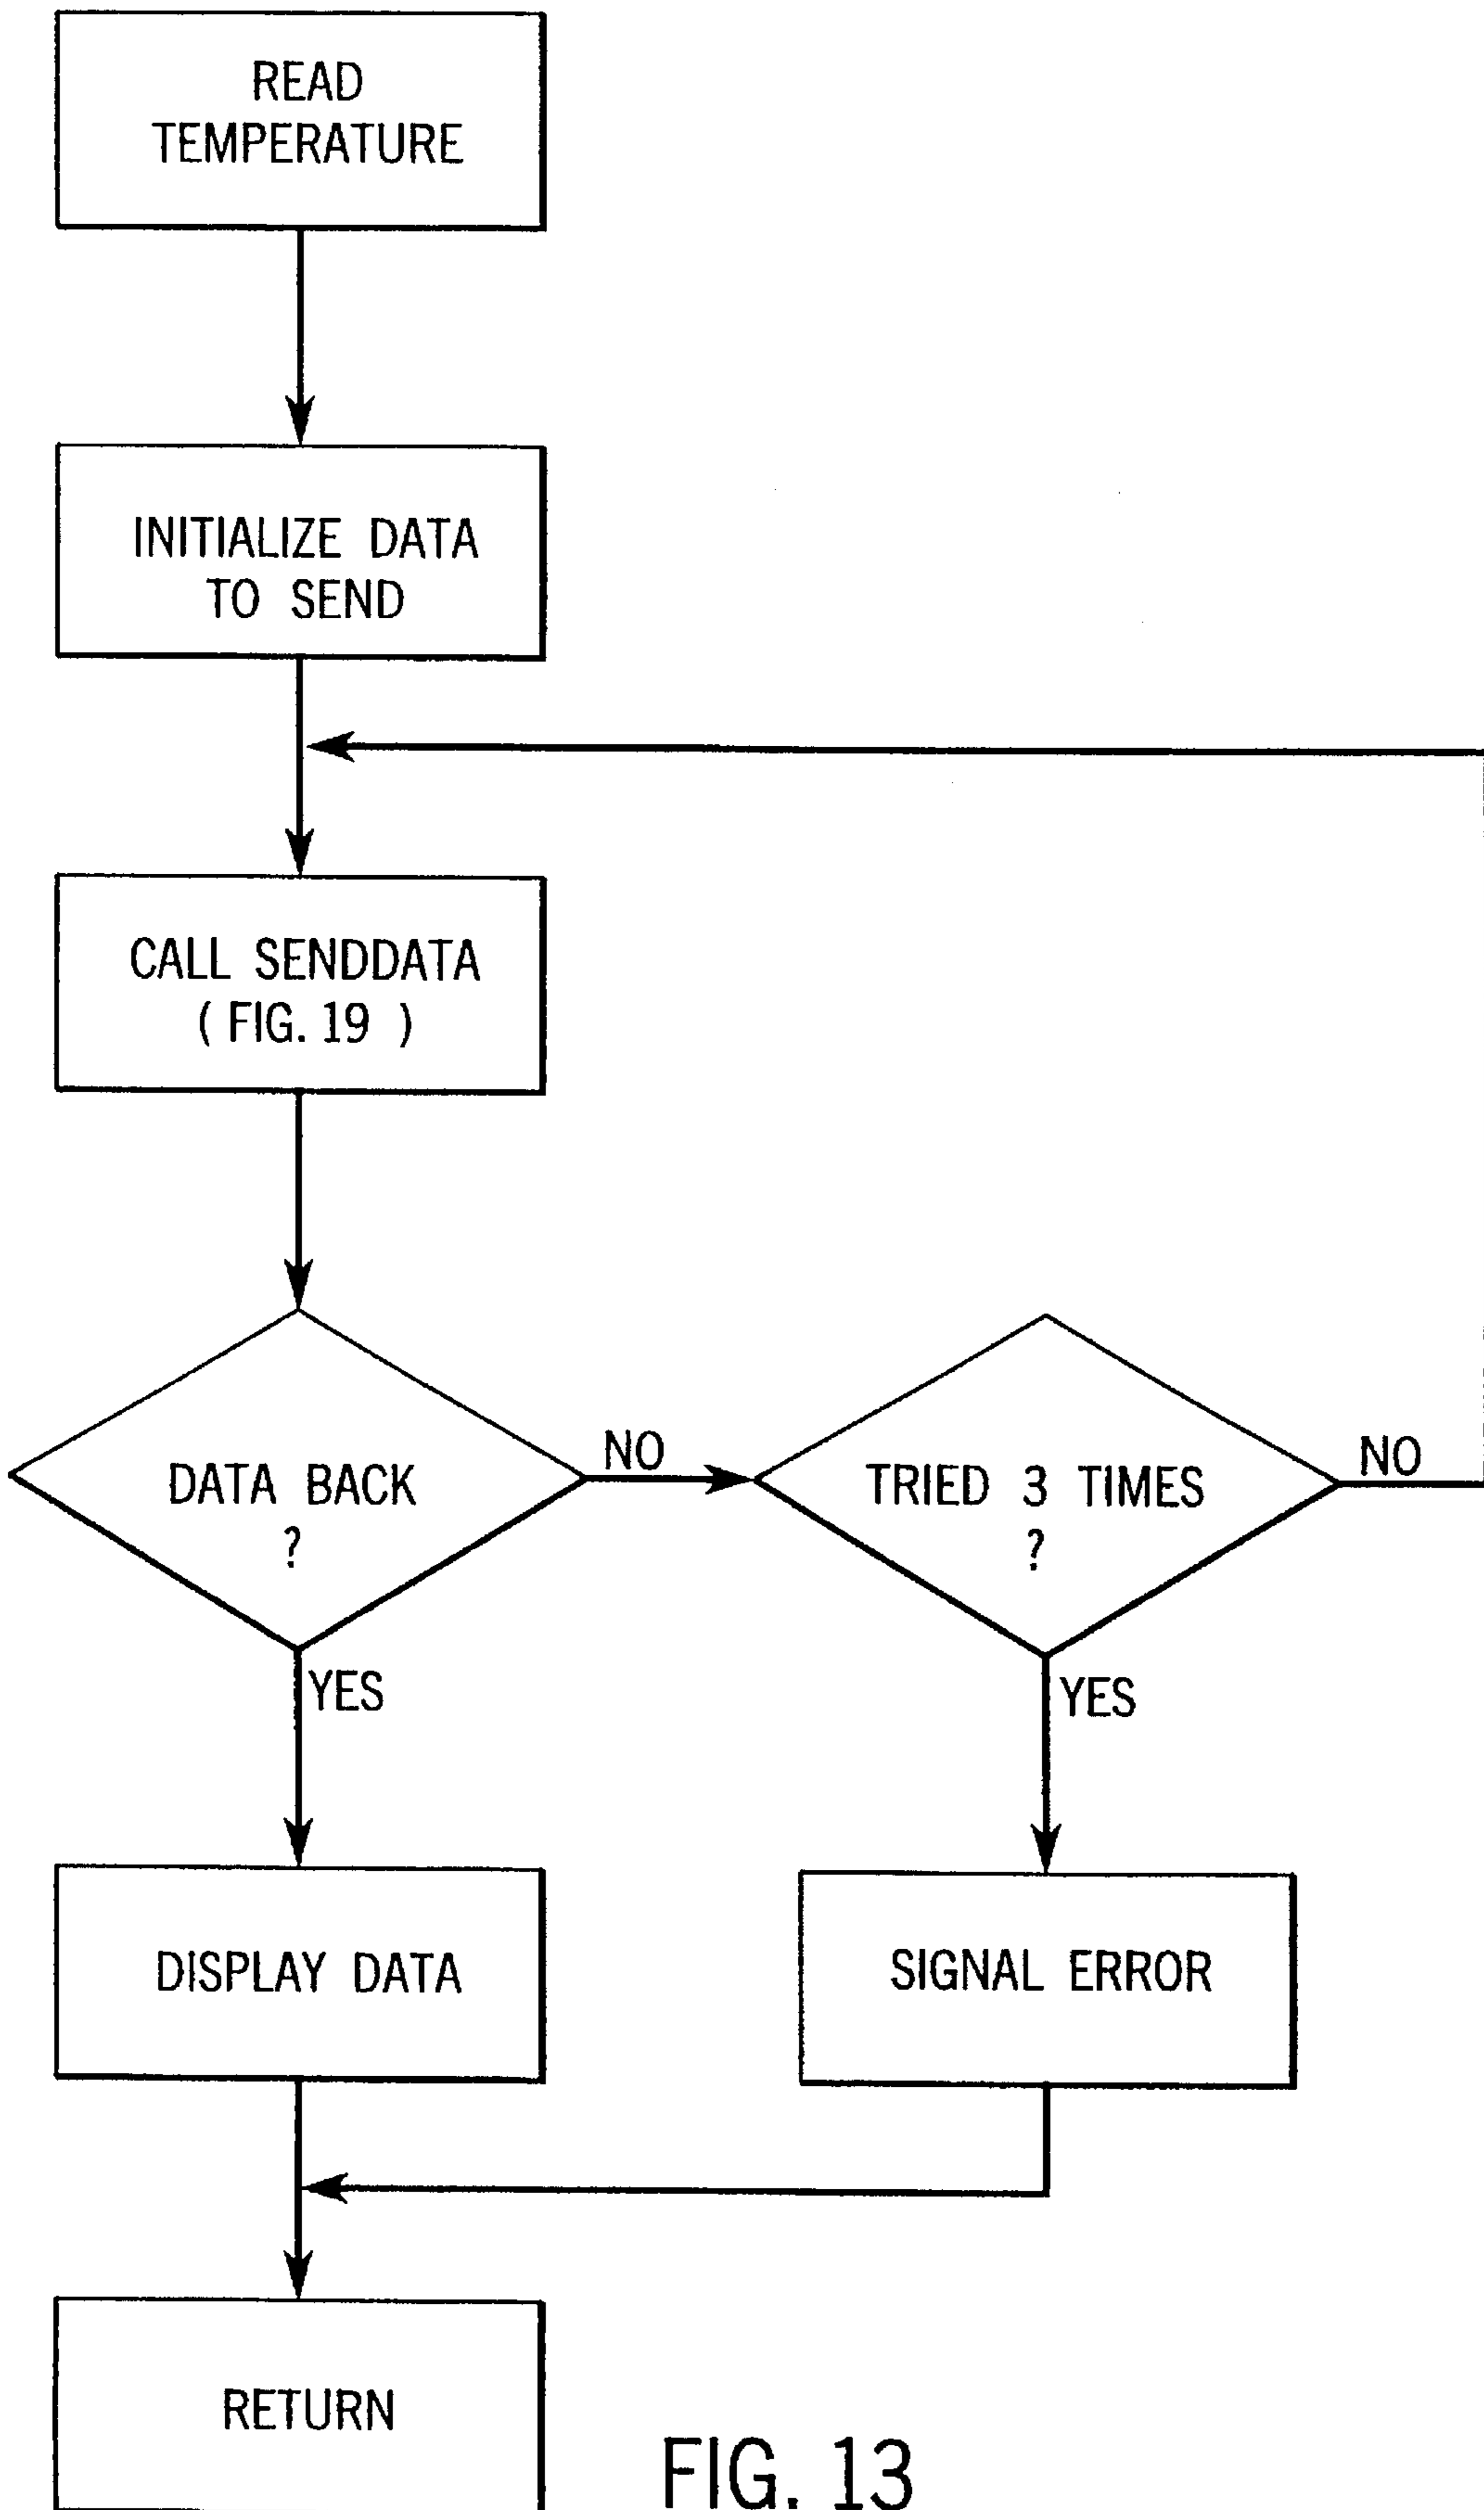 READ
TEMPERATURE
INITIALIZE DATA
TO SEND
CALL SENDDATA
( FIG. 19 )
DATA BACK
?
NO
TRIED 3 TIMES
?
NO
YES
YES
DISPLAY DATA
SIGNAL ERROR
RETURN
FIG. 13